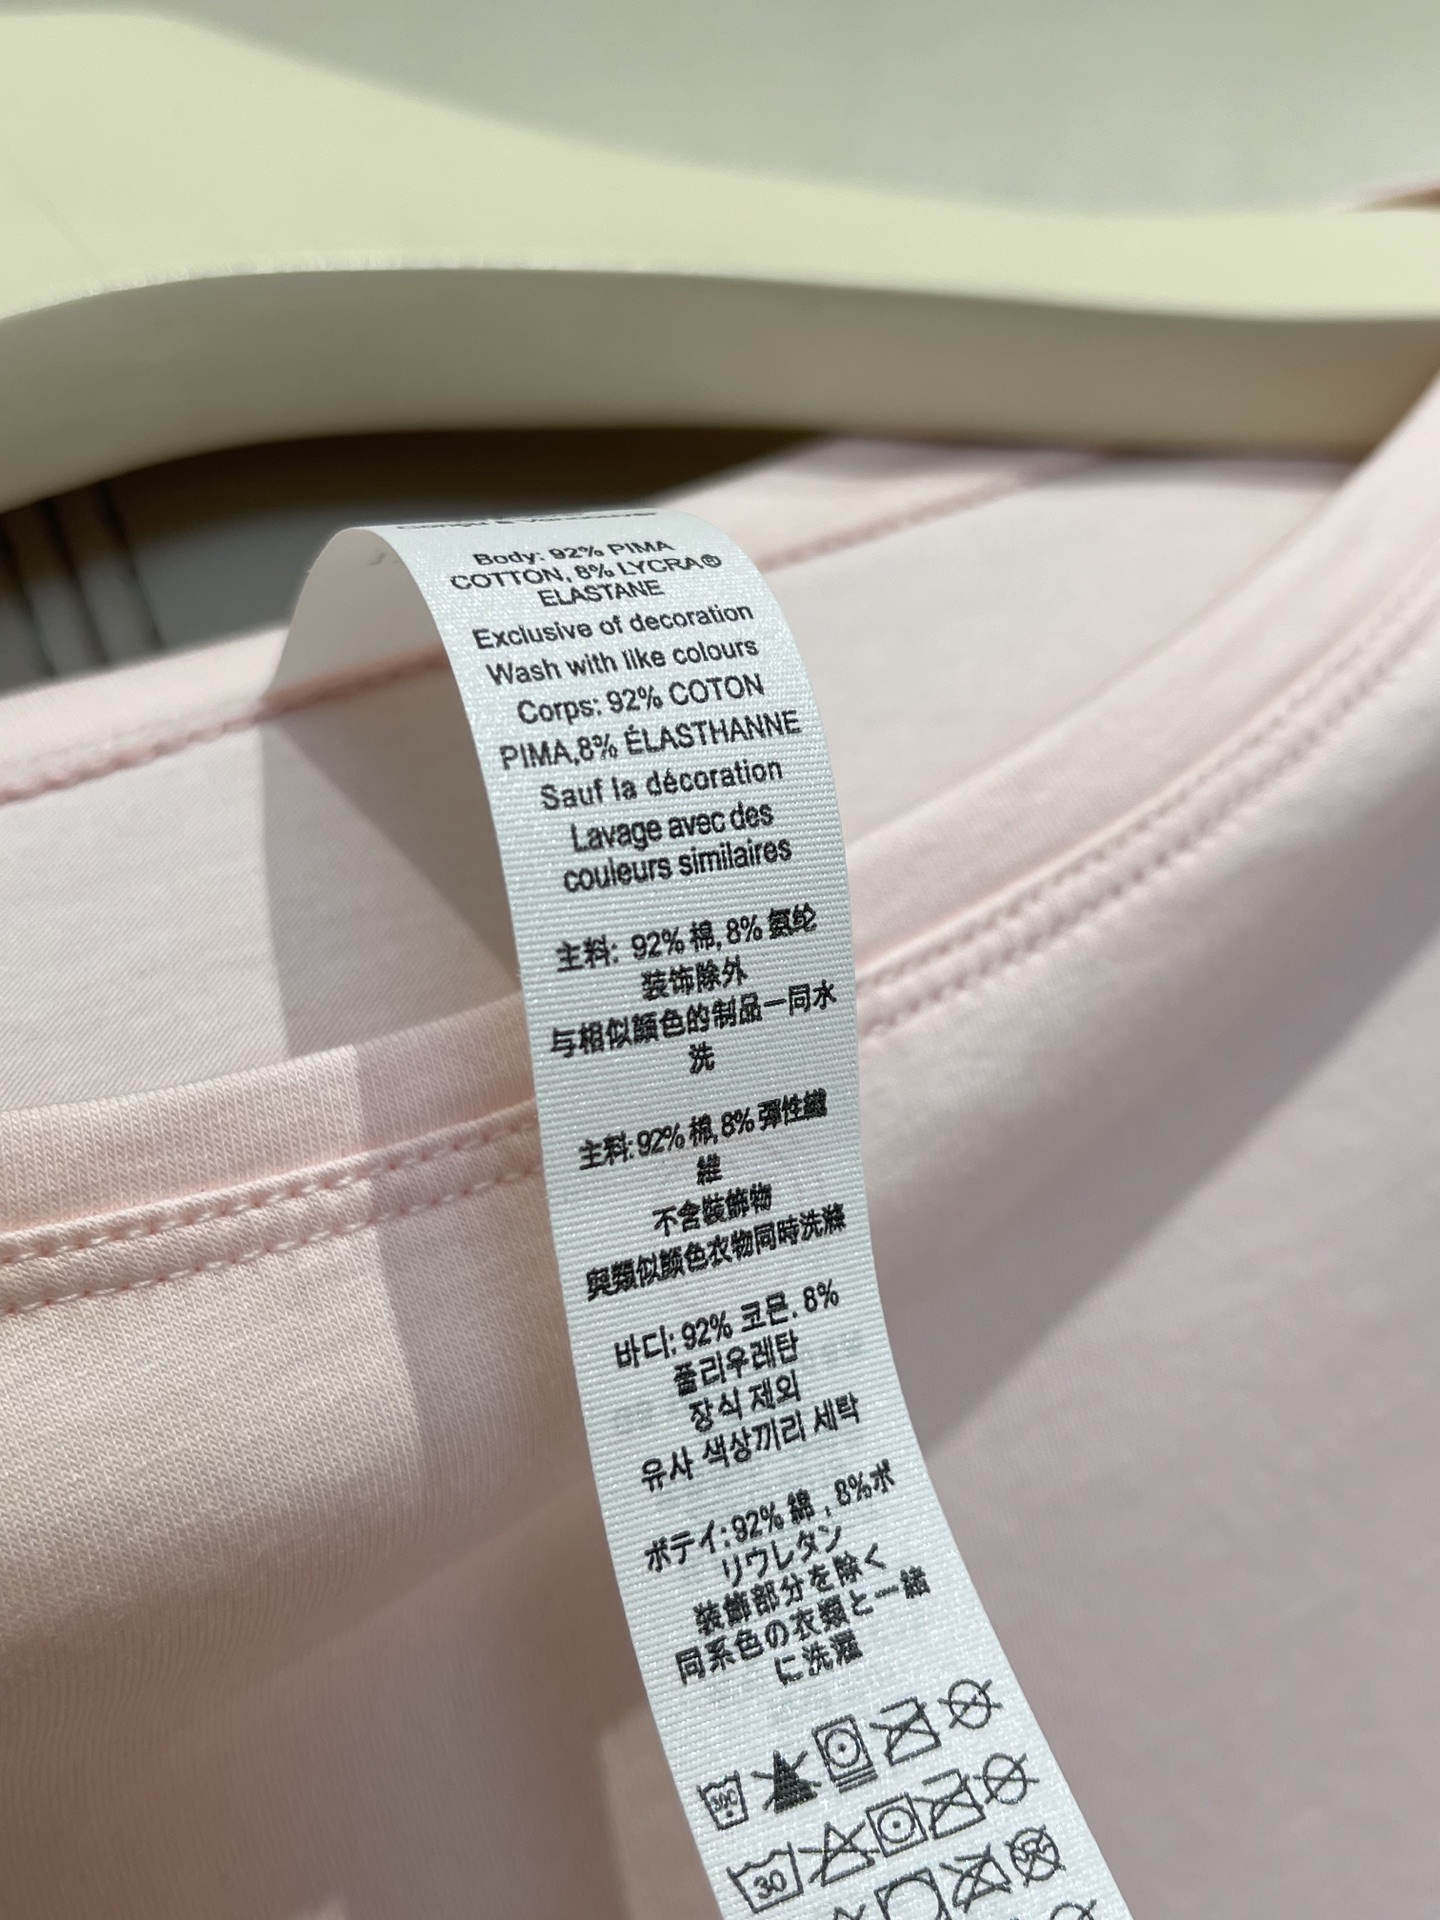 Body: 92% PIMA
COTTON, 8% LYCRA®
ELASTANE
Exclusive of decoration
Wash with like colours
Corps: 92% COTON
PIMA,8% ÉLASTHANNE
Sauf la décoration
Lavage avec des
couleurs similaires
主料: 92% 棉, 8% 氨纶
装饰除外
与相似颜色的制品一同水
洗
主料: 92% 棉, 8% 彈性纖
維
不含裝飾物
與類似顏色衣物同時洗滌
바디: 92% 코튼, 8%
폴리우레탄
장식 제외
유사 색상끼리 세탁
ボディ: 92% 綿 , 8%ポ
リウレタン
装飾部分を除く
同系色の衣類と一緒
に洗濯
30C
30